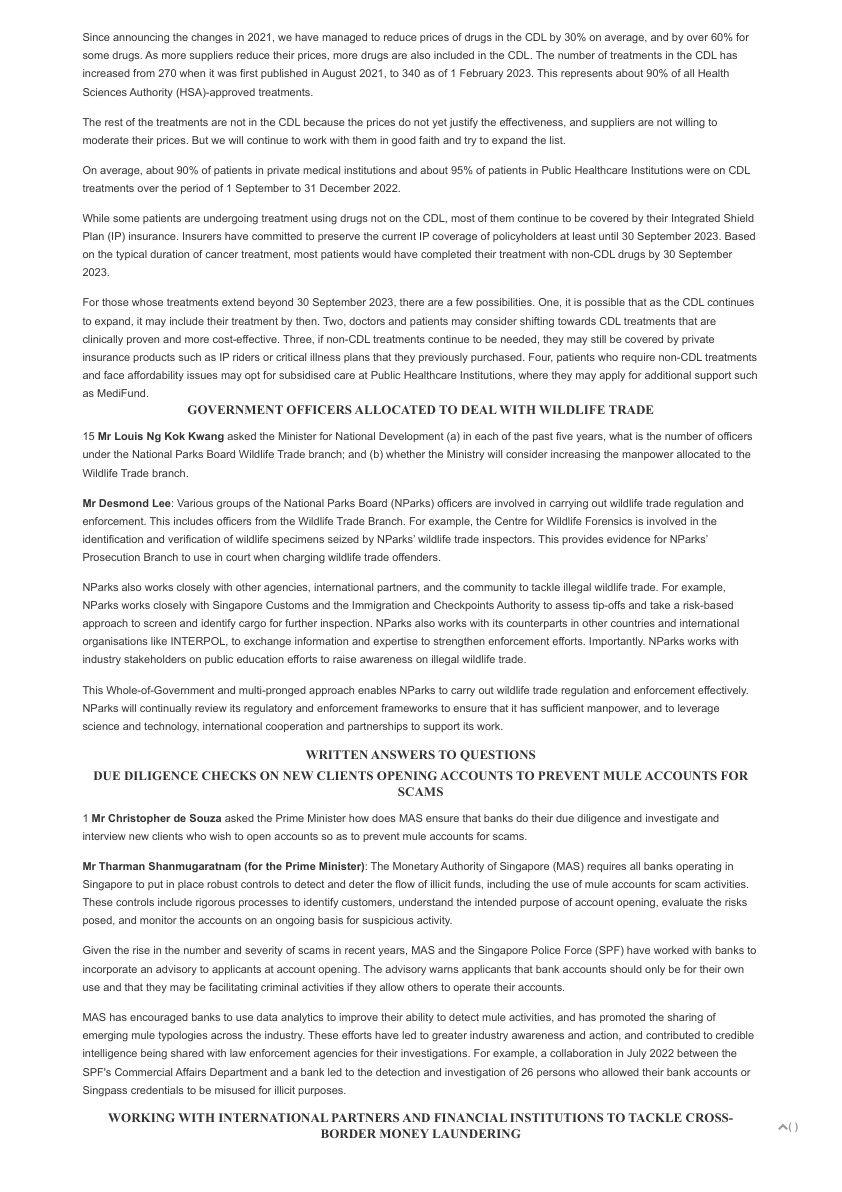 Since announcing the changes in 2021, we have managed to reduce prices of drugs in the CDL by 30% on average, and by over 60% for
some drugs. As more suppliers reduce their prices, more drugs are also included in the CDL. The number of treatments in the CDL has
increased from 270 when it was first published in August 2021, to 340 as of 1 February 2023. This represents about 90% of all Health
Sciences Authority (HSA)-approved treatments.
The rest of the treatments are not in the CDL because the prices do not yet justify the effectiveness, and suppliers are not willing to
moderate their prices. But we will continue to work with them in good faith and try to expand the list.
On average, about 90% of patients in private medical institutions and about 95% of patients in Public Healthcare Institutions were on CDL
treatments over the period of 1 September to 31 December 2022.
While some patients are undergoing treatment using drugs not on the CDL, most of them continue to be covered by their Integrated Shield
Plan (IP) insurance. Insurers have committed to preserve the current IP coverage of policyholders at least until 30 September 2023. Based
on the typical duration of cancer treatment, most patients would have completed their treatment with non-CDL drugs by 30 September
2023.
For those whose treatments extend beyond 30 September 2023, there are a few possibilities. One, it is possible that as the CDL continues
to expand, it may include their treatment by then. Two, doctors and patients may consider shifting towards CDL treatments that are
clinically proven and more cost-effective. Three, if non-CDL treatments continue to be needed, they may still be covered by private
insurance products such as IP riders or critical illness plans that they previously purchased. Four, patients who require non-CDL treatments
and face affordability issues may opt for subsidised care at Public Healthcare Institutions, where they may apply for additional support such
as MediFund.
GOVERNMENT OFFICERS ALLOCATED TO DEAL WITH WILDLIFE TRADE
15 Mr Louis Ng Kok Kwang asked the Minister for National Development (a) in each of the past five years, what is the number of officers
under the National Parks Board Wildlife Trade branch; and (b) whether the Ministry will consider increasing the manpower allocated to the
Wildlife Trade branch.
Mr Desmond Lee: Various groups of the National Parks Board (NParks) officers are involved in carrying out wildlife trade regulation and
enforcement. This includes officers from the Wildlife Trade Branch. For example, the Centre for Wildlife Forensics is involved in the
identification and verification of wildlife specimens seized by NParks’ wildlife trade inspectors. This provides evidence for NParks’
Prosecution Branch to use in court when charging wildlife trade offenders.
NParks also works closely with other agencies, international partners, and the community to tackle illegal wildlife trade. For example,
NParks works closely with Singapore Customs and the Immigration and Checkpoints Authority to assess tip-offs and take a risk-based
approach to screen and identify cargo for further inspection. NParks also works with its counterparts in other countries and international
organisations like INTERPOL, to exchange information and expertise to strengthen enforcement efforts. Importantly. NParks works with
industry stakeholders on public education efforts to raise awareness on illegal wildlife trade.
This Whole-of-Government and multi-pronged approach enables NParks to carry out wildlife trade regulation and enforcement effectively.
NParks will continually review its regulatory and enforcement frameworks to ensure that it has sufficient manpower, and to leverage
science and technology, international cooperation and partnerships to support its work.
WRITTEN ANSWERS TO QUESTIONS
DUE DILIGENCE CHECKS ON NEW CLIENTS OPENING ACCOUNTS TO PREVENT MULE ACCOUNTS FOR
SCAMS
1 Mr Christopher de Souza asked the Prime Minister how does MAS ensure that banks do their due diligence and investigate and
interview new clients who wish to open accounts so as to prevent mule accounts for scams.
Mr Tharman Shanmugaratnam (for the Prime Minister): The Monetary Authority of Singapore (MAS) requires all banks operating in
Singapore to put in place robust controls to detect and deter the flow of illicit funds, including the use of mule accounts for scam activities.
These controls include rigorous processes to identify customers, understand the intended purpose of account opening, evaluate the risks
posed, and monitor the accounts on an ongoing basis for suspicious activity.
Given the rise in the number and severity of scams in recent years, MAS and the Singapore Police Force (SPF) have worked with banks to
incorporate an advisory to applicants at account opening. The advisory warns applicants that bank accounts should only be for their own
use and that they may be facilitating criminal activities if they allow others to operate their accounts.
MAS has encouraged banks to use data analytics to improve their ability to detect mule activities, and has promoted the sharing of
emerging mule typologies across the industry. These efforts have led to greater industry awareness and action, and contributed to credible
intelligence being shared with law enforcement agencies for their investigations. For example, a collaboration in July 2022 between the
SPF's Commercial Affairs Department and a bank led to the detection and investigation of 26 persons who allowed their bank accounts or
Singpass credentials to be misused for illicit purposes.
WORKING WITH INTERNATIONAL PARTNERS AND FINANCIAL INSTITUTIONS TO TACKLE CROSS-
BORDER MONEY LAUNDERING
( )